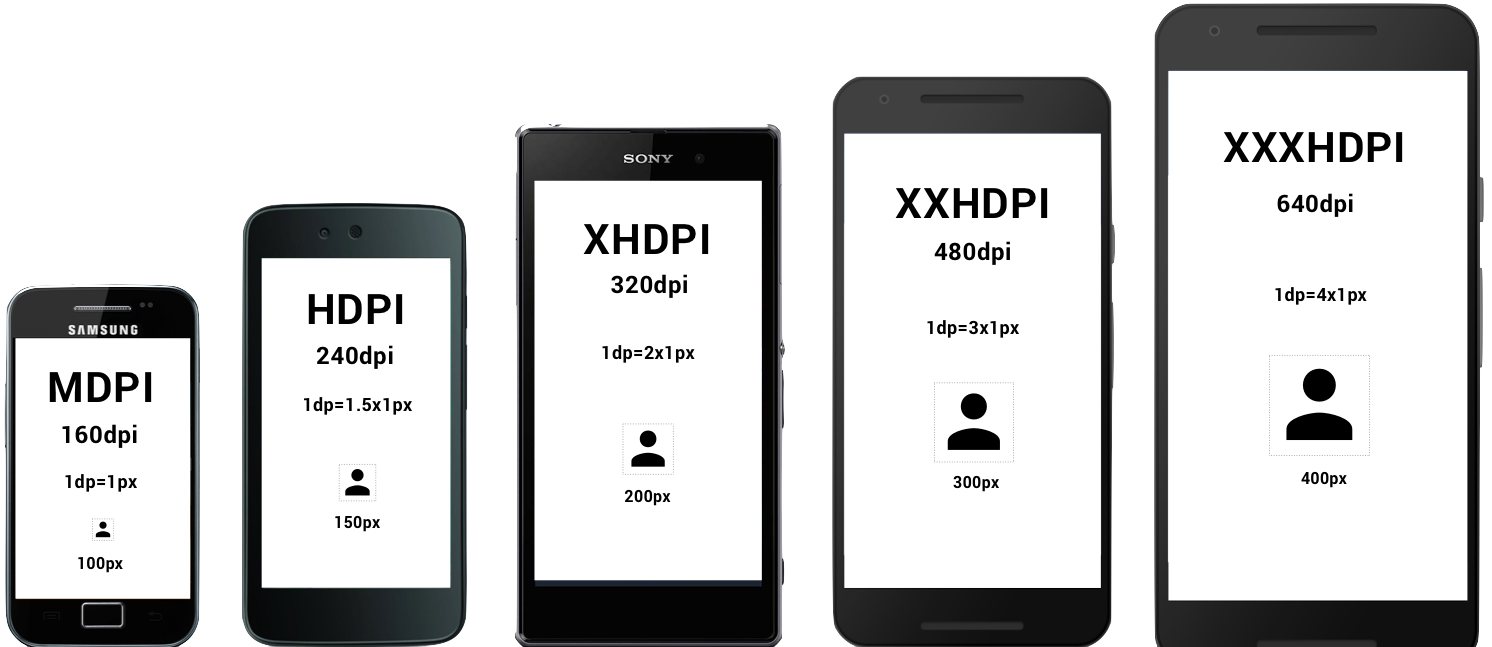 SAMSUNG
MDPI
160dpi
1dp=1px
100px
HDPI
240dpi
1dp=1.5x1px
150px
SONY
XHDPI
320dpi
1dp=2x1px
200px
XXHDPI
480dpi
1dp=3x1px
300px
XXXHDPI
640dpi
1dp=4x1px
400px